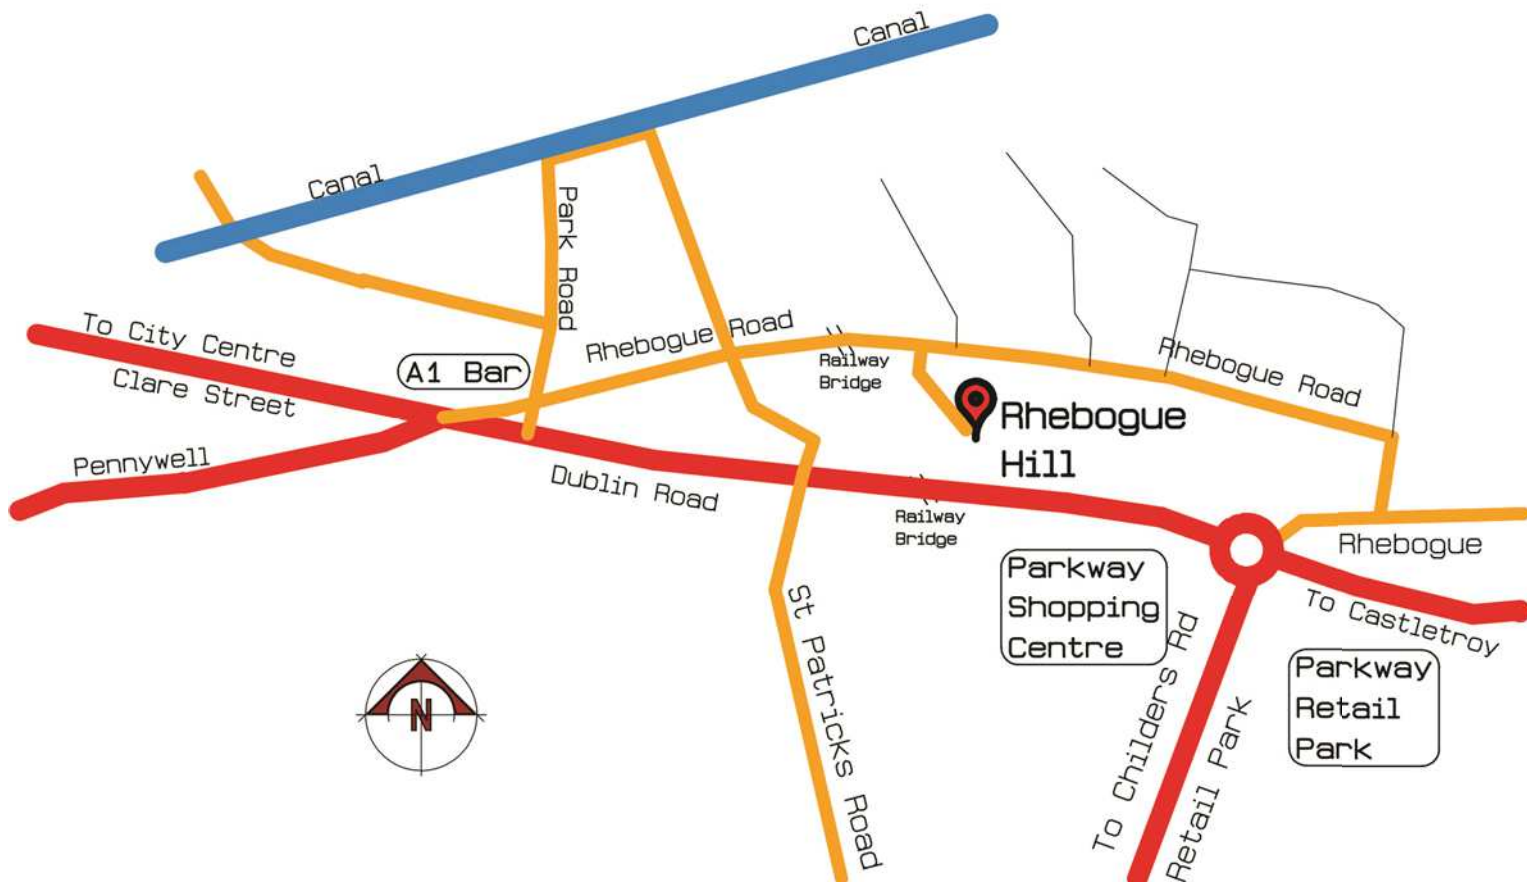 Canal
Canal
Park Road
To City Centre
Clare Street
A1 Bar
Rhebogue Road
Railway
Bridge
Rhebogue Road
Rhebogue
Hill
Pennywell
Dublin Road
Railway
Bridge
Rhebogue
Parkway
Shopping
Centre
To Castletroy
St Patricks Road
To Childers Rd
Retail Park
Parkway
Retail
Park
N